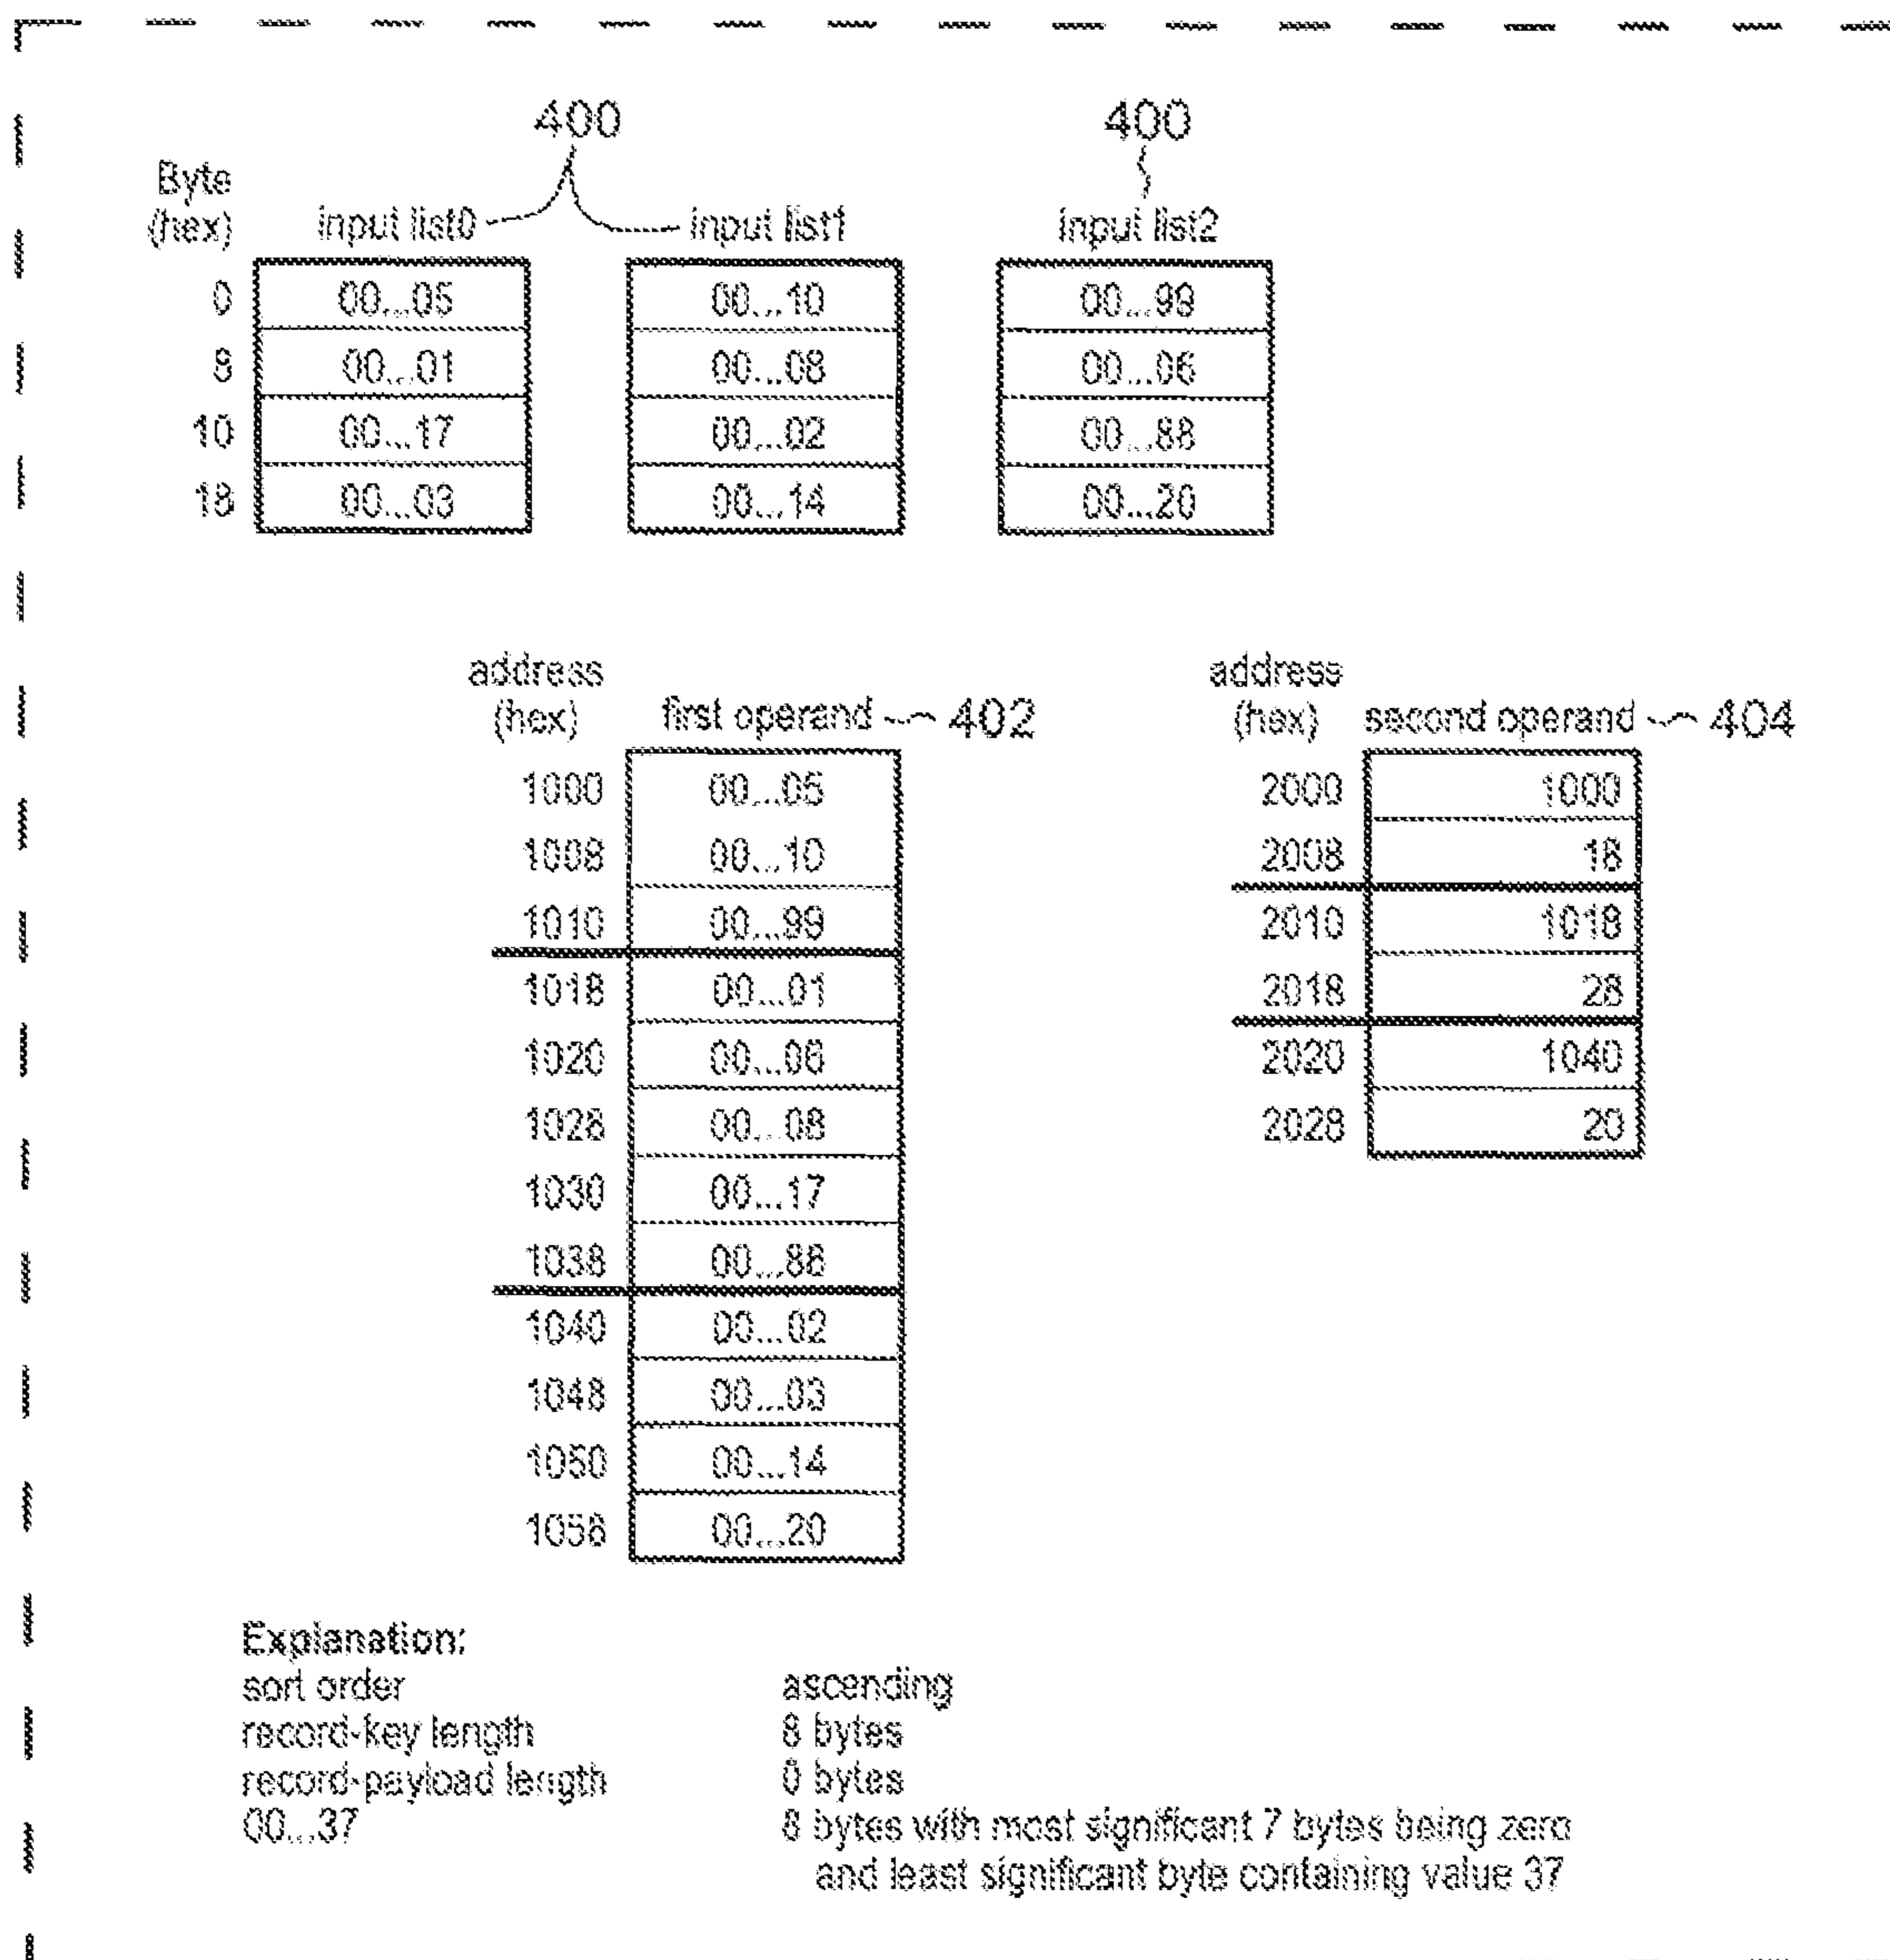 400 400
Byte
(hex) input list0 input list1 input list2
0 00...05 00...10 00...99
8 00...01 00...08 00...06
10 00...17 00...02 00...88
18 00...03 00...14 00...20
address address
(hex) first operand 402 (hex) second operand 404
1000 00...05 2000 1000
1008 00...10 2008 18
1010 00...99 2010 1018
1018 00...01 2018 28
1020 00...06 2020 1040
1028 00...08 2028 20
1030 00...17
1038 00...88
1040 00...02
1048 00...03
1050 00...14
1058 00...20
Explanation:
sort order ascending
record-key length 8 bytes
record-payload length 0 bytes
00...37 8 bytes with most significant 7 bytes being zero
and least significant byte containing value 37